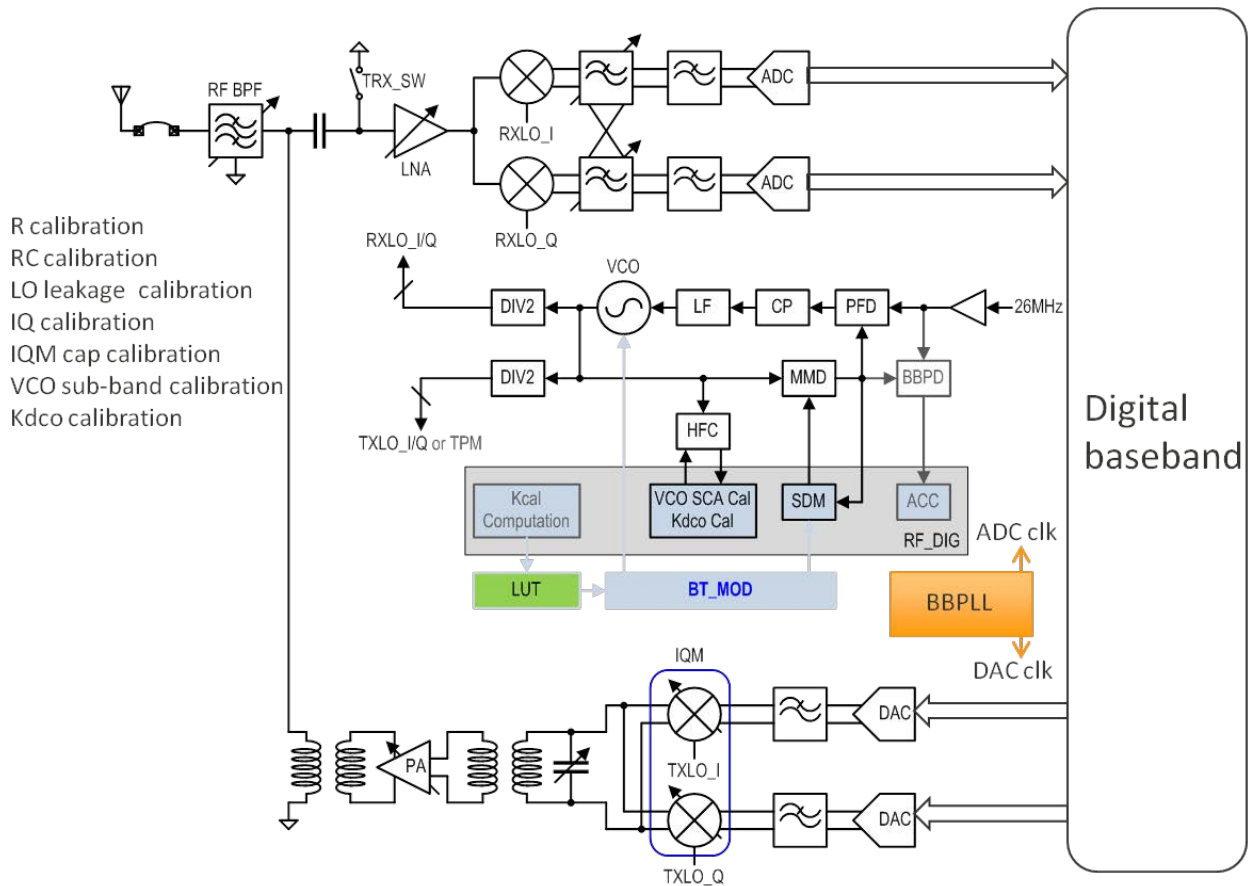 TRX_SW
RF BPF
LNA
RXLO_I
RXLO_Q
ADC
ADC
R calibration
RC calibration
LO leakage calibration
IQ calibration
IQM cap calibration
VCO sub-band calibration
Kdco calibration
RXLO_I/Q
DIV2
VCO
LF
CP
PFD
26MHz
DIV2
MMD
BBPD
TXLO_I/Q or TPM
HFC
Kcal
Computation
VCO SCA Cal
Kdco Cal
SDM
ACC
RF_DIG
LUT
BT_MOD
ADC clk
BBPLL
DAC clk
Digital
baseband
IQM
PA
TXLO_I
TXLO_Q
DAC
DAC